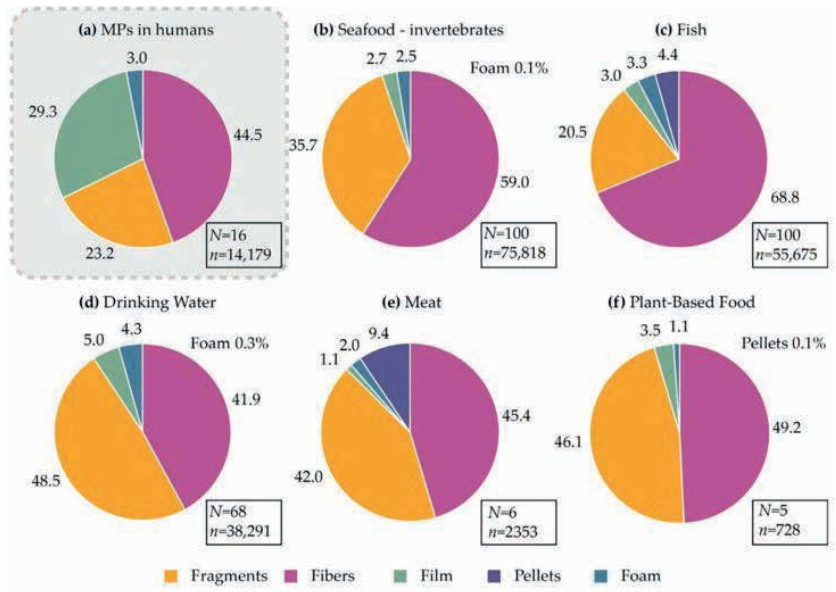 (a) MPs in humans
3.0
29.3
44.5
23.2
N=16
n=14,179
(b) Seafood - invertebrates
2.7 2.5
Foam 0.1%
35.7
59.0
N=100
n=75,818
(c) Fish
4.4
3.3
3.0
20.5
68.8
N=100
n=55,675
(d) Drinking Water
4.3
5.0
Foam 0.3%
41.9
48.5
N=68
n=38,291
(e) Meat
9.4
2.0
1.1
45.4
42.0
N=6
n=2353
(f) Plant-Based Food
3.5 1.1
Pellets 0.1%
46.1
49.2
N=5
n=728
Fragments Fibers Film Pellets Foam